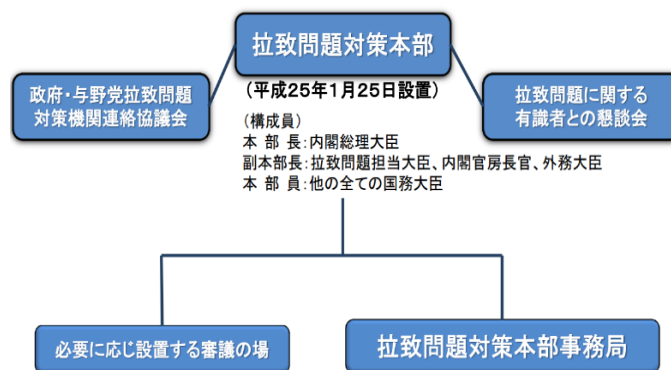 拉致問題対策本部
政府・与野党拉致問題
対策機関連絡協議会
(平成25年1月25日設置)
拉致問題に関する
有識者との懇談会
(構成員)
本 部 長:内閣総理大臣
副本部長:拉致問題担当大臣、内閣官房長官、外務大臣
本 部 員:他の全ての国務大臣
必要に応じ設置する審議の場
拉致問題対策本部事務局